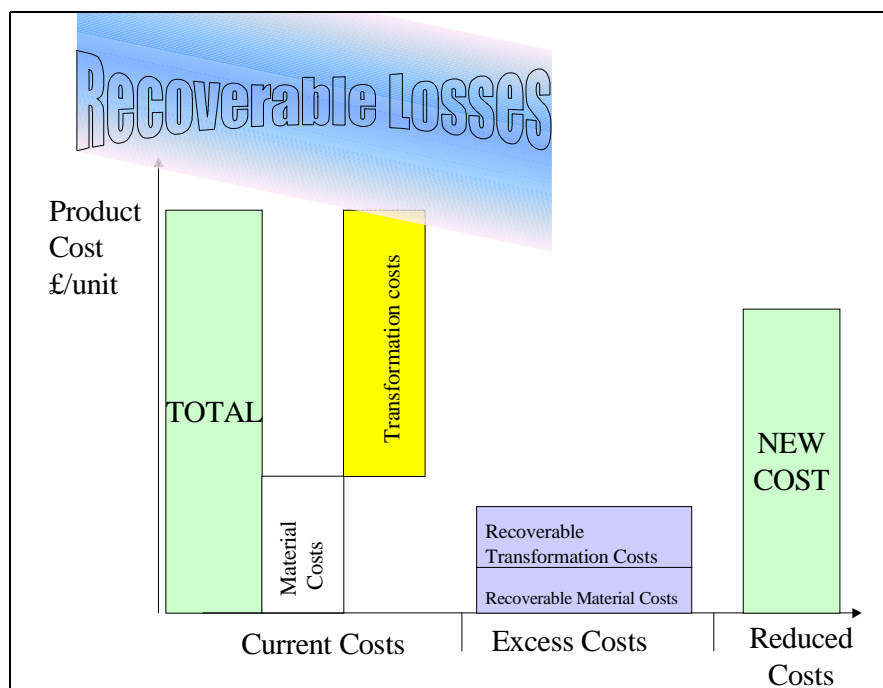 Recoverable Losses
Product
Cost
£/unit
TOTAL
Material
Costs
Transformation costs
Recoverable
Transformation Costs
Recoverable Material Costs
NEW
COST
Current Costs
Excess Costs
Reduced
Costs